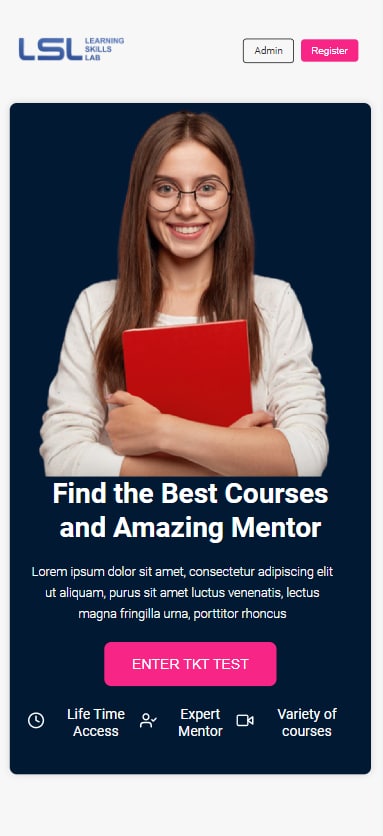 LSL LEARNING
SKILLS
LAB
Admin
Register
Find the Best Courses
and Amazing Mentor
Lorem ipsum dolor sit amet, consectetur adipiscing elit
ut aliquam, purus sit amet luctus venenatis, lectus
magna fringilla urna, porttitor rhoncus
ENTER TKT TEST
Life Time
Access
Expert
Mentor
Variety of
courses